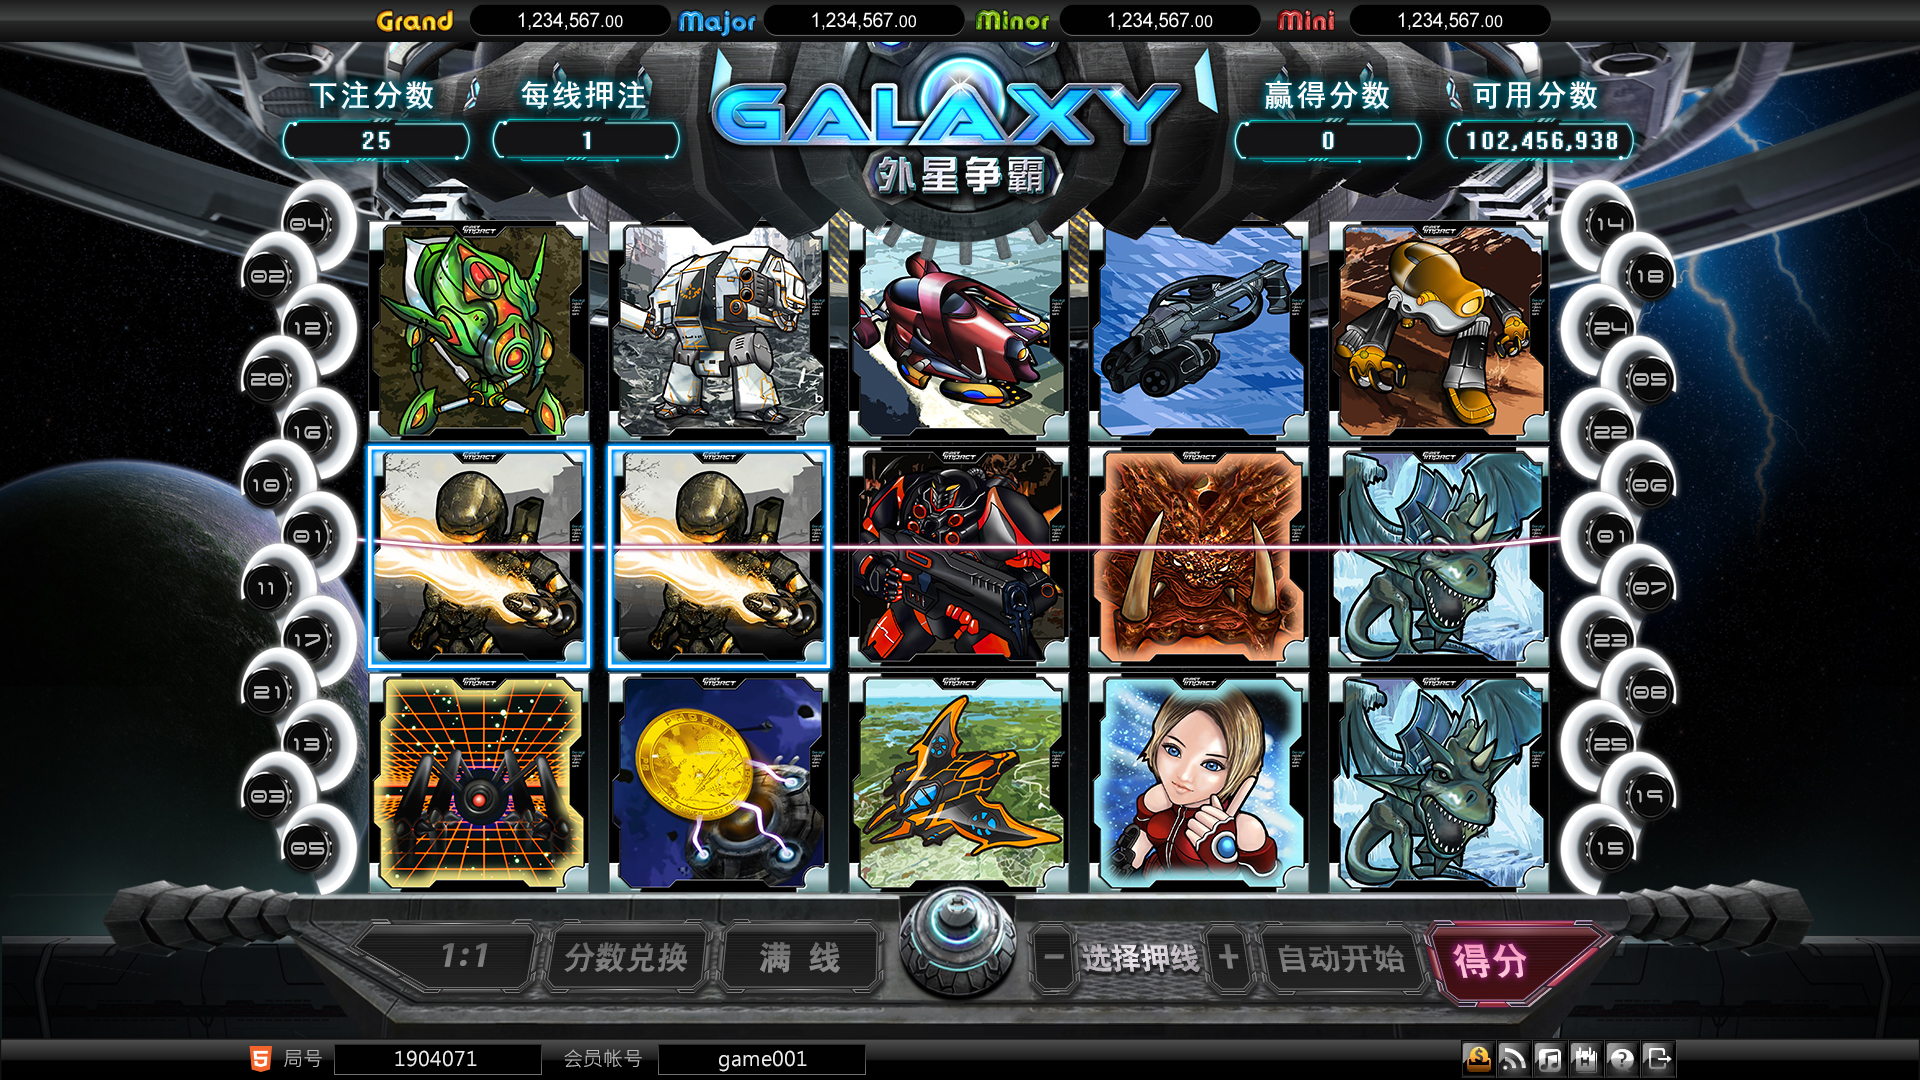 Grand 1,234,567.00 Major 1,234,567.00 Minor 1,234,567.00 Mini 1,234,567.00
下注分数 每线押注 GALAXY 赢得分数 可用分数
25 1 外星争霸 0 102,456,938
04 14
02 18
12 24
20 05
16 22
10 06
01 01
11 07
17 23
21 08
13 25
03 19
05 15
1:1 分数兑换 满线 - 选择押线 + 自动开始 得分
5 局号 1904071 会员帐号 game001 $ ?